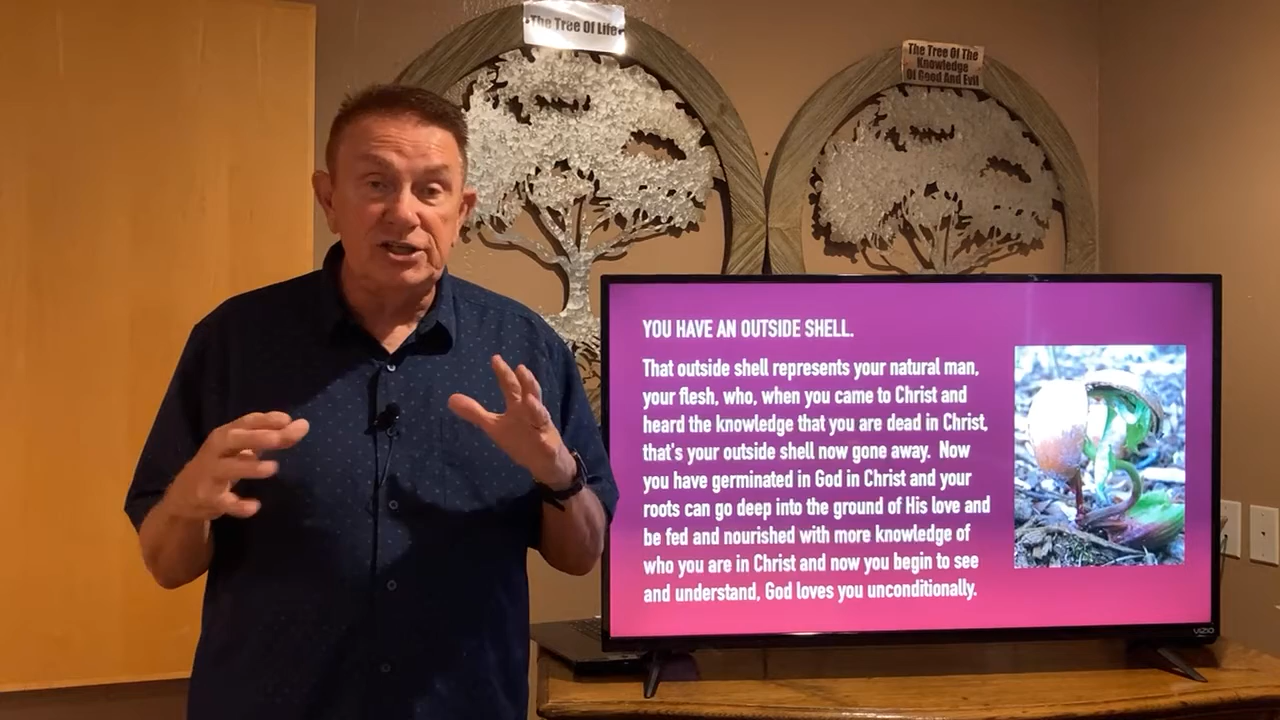 The Tree Of Life
The Tree Of The
Knowledge
Of Good And Evil
YOU HAVE AN OUTSIDE SHELL.
That outside shell represents your natural man,
your flesh, who, when you came to Christ and
heard the knowledge that you are dead in Christ,
that's your outside shell now gone away. Now
you have germinated in God in Christ and your
roots can go deep into the ground of His love and
be fed and nourished with more knowledge of
who you are in Christ and now you begin to see
and understand, God loves you unconditionally.
VIZIO